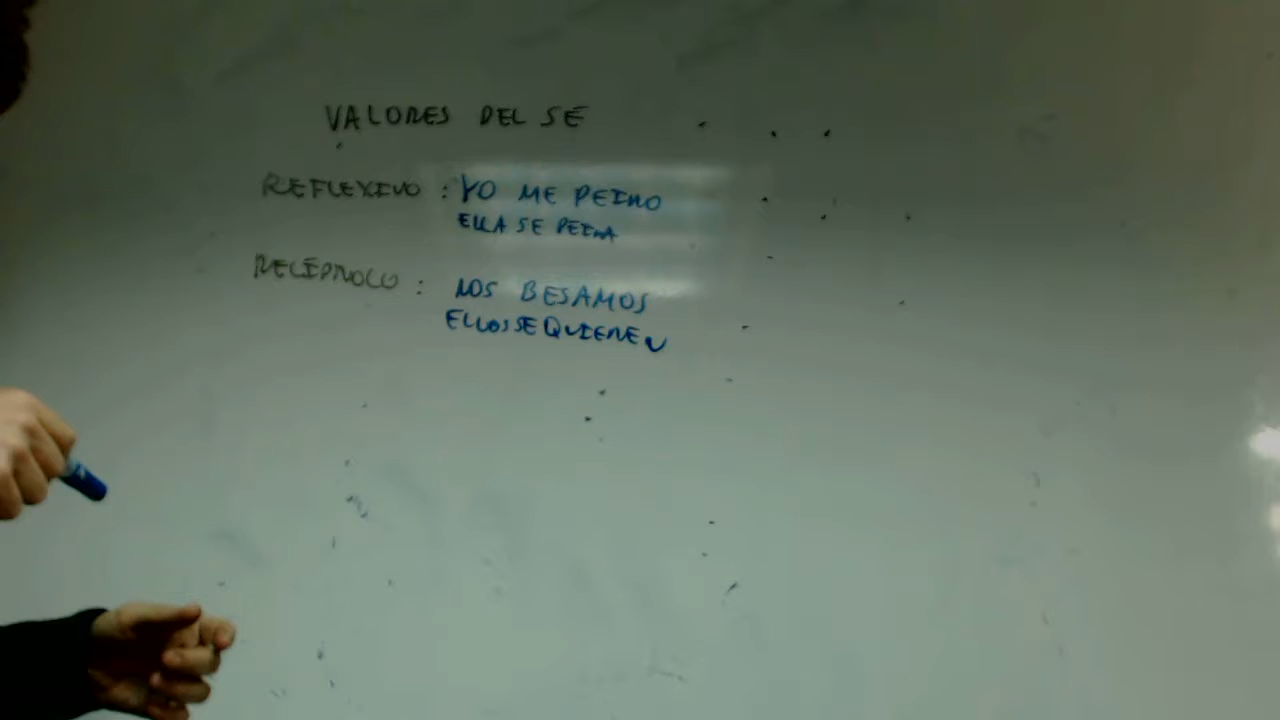 VALORES DEL SE
REFLEXIVO : YO ME PEINO
ELLA SE PEINA
RECÍPROCO : NOS BESAMOS
ELLOS SE QUIEREN